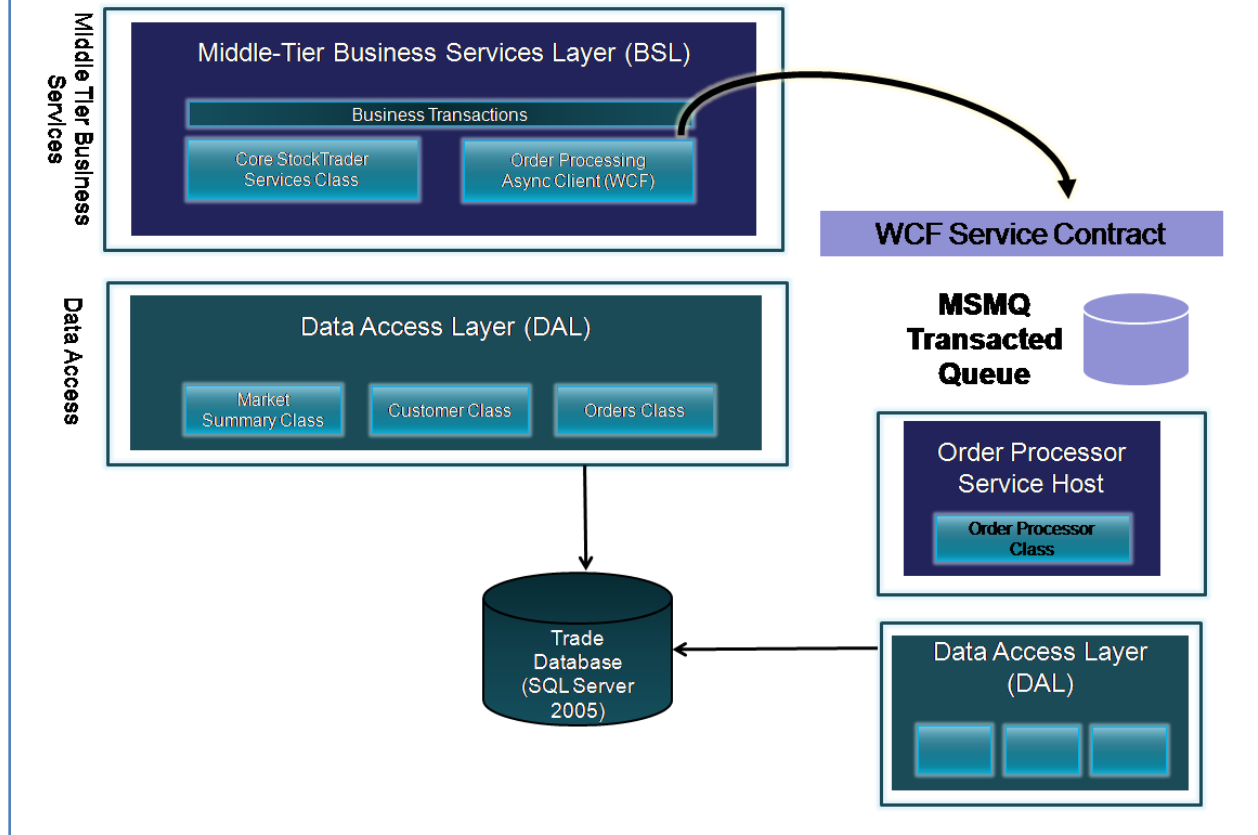 Middle Tier Business
Services
Middle-Tier Business Services Layer (BSL)
Business Transactions
Core StockTrader
Services Class
Order Processing
Async Client (WCF)
WCF Service Contract
MSMQ
Transacted
Queue
Data Access
Data Access Layer (DAL)
Market
Summary Class
Customer Class
Orders Class
Order Processor
Service Host
Order Processor
Class
Trade
Database
(SQL Server
2005)
Data Access Layer
(DAL)